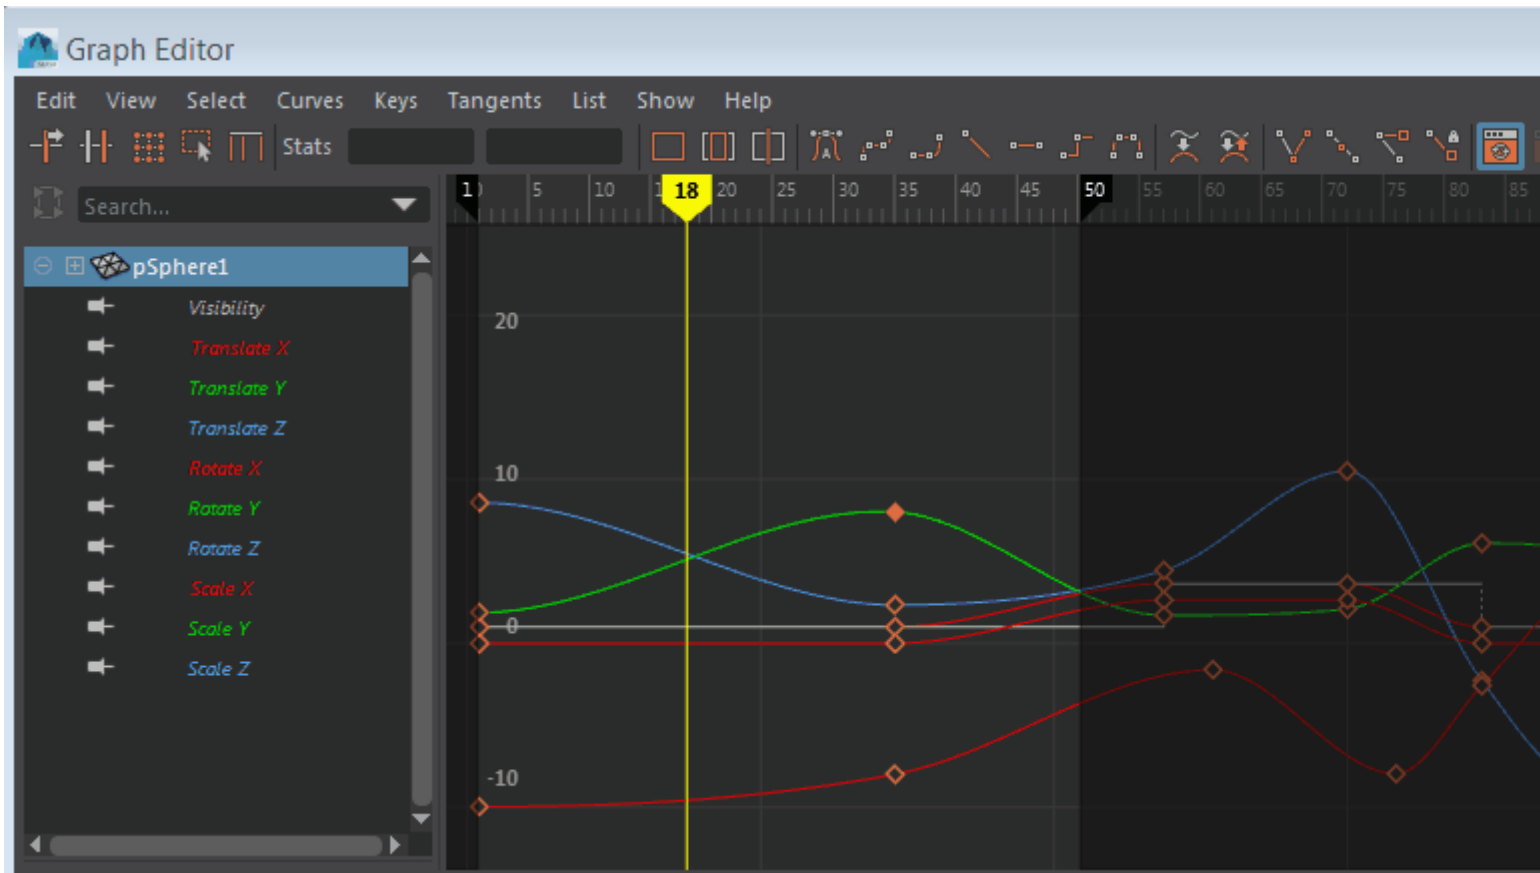 Graph Editor
Edit View Select Curves Keys Tangents List Show Help
Stats
Search...
1 5 10 18 20 25 30 35 40 45 50 55 60 65 70 75 80 85
pSphere1
Visibility
Translate X
Translate Y
Translate Z
Rotate X
Rotate Y
Rotate Z
Scale X
Scale Y
Scale Z
20
10
0
-10